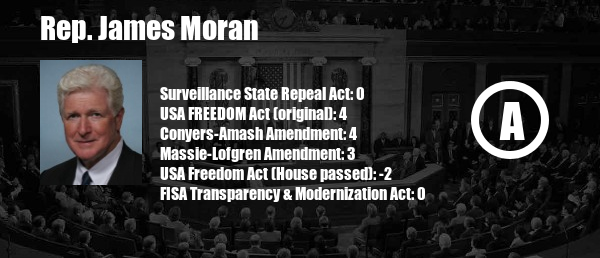 Rep. James Moran
Surveillance State Repeal Act: 0
USA FREEDOM Act (original): 4
Conyers-Amash Amendment: 4
Massie-Lofgren Amendment: 3
USA Freedom Act (House passed): -2
FISA Transparency & Modernization Act: 0
A